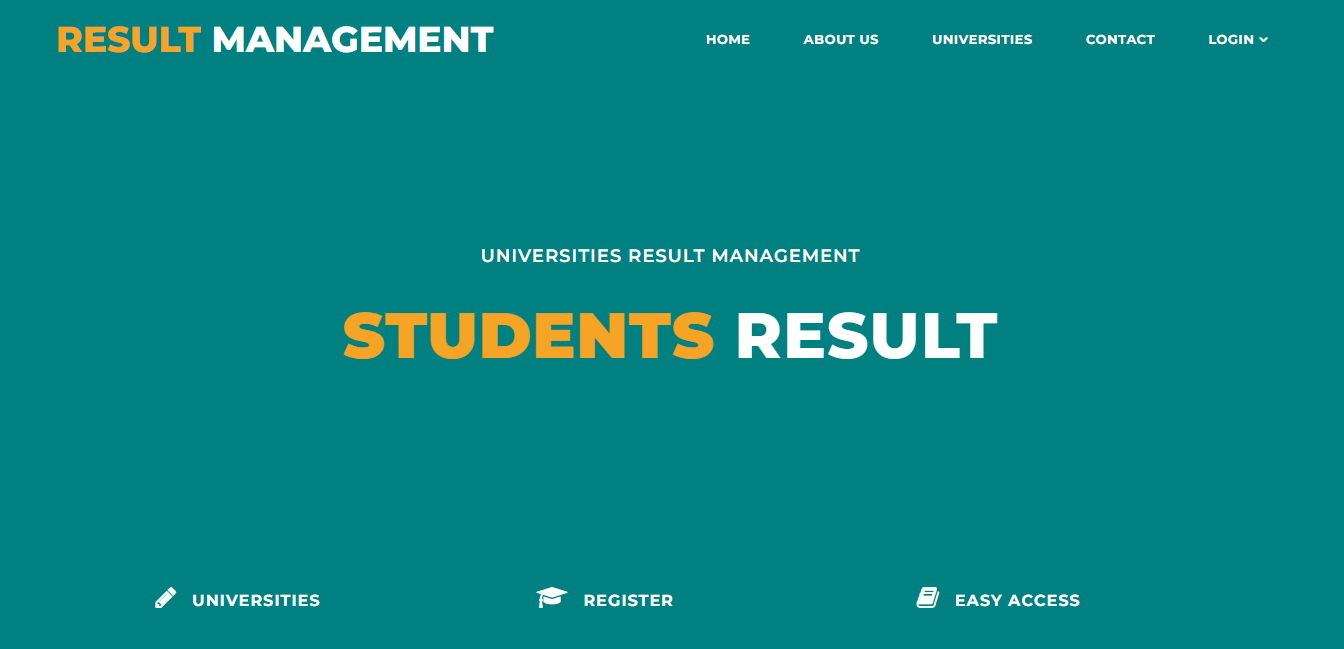 RESULT MANAGEMENT
HOME ABOUT US UNIVERSITIES CONTACT LOGIN
UNIVERSITIES RESULT MANAGEMENT
STUDENTS RESULT
UNIVERSITIES REGISTER EASY ACCESS